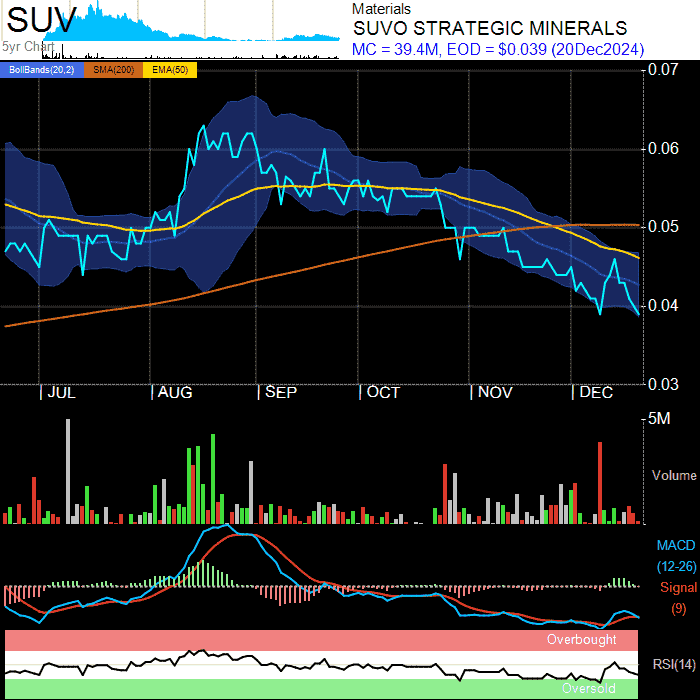 SUV
5yr Chart
Materials
SUVO STRATEGIC MINERALS
MC = 39.4M, EOD = $0.039 (20Dec2024)
BollBands(20,2) SMA(200) EMA(50)
0.07
0.06
0.05
0.04
0.03
JUL AUG SEP OCT NOV DEC
5M
Volume
MACD
(12-26)
Signal
(9)
Overbought
RSI(14)
Oversold